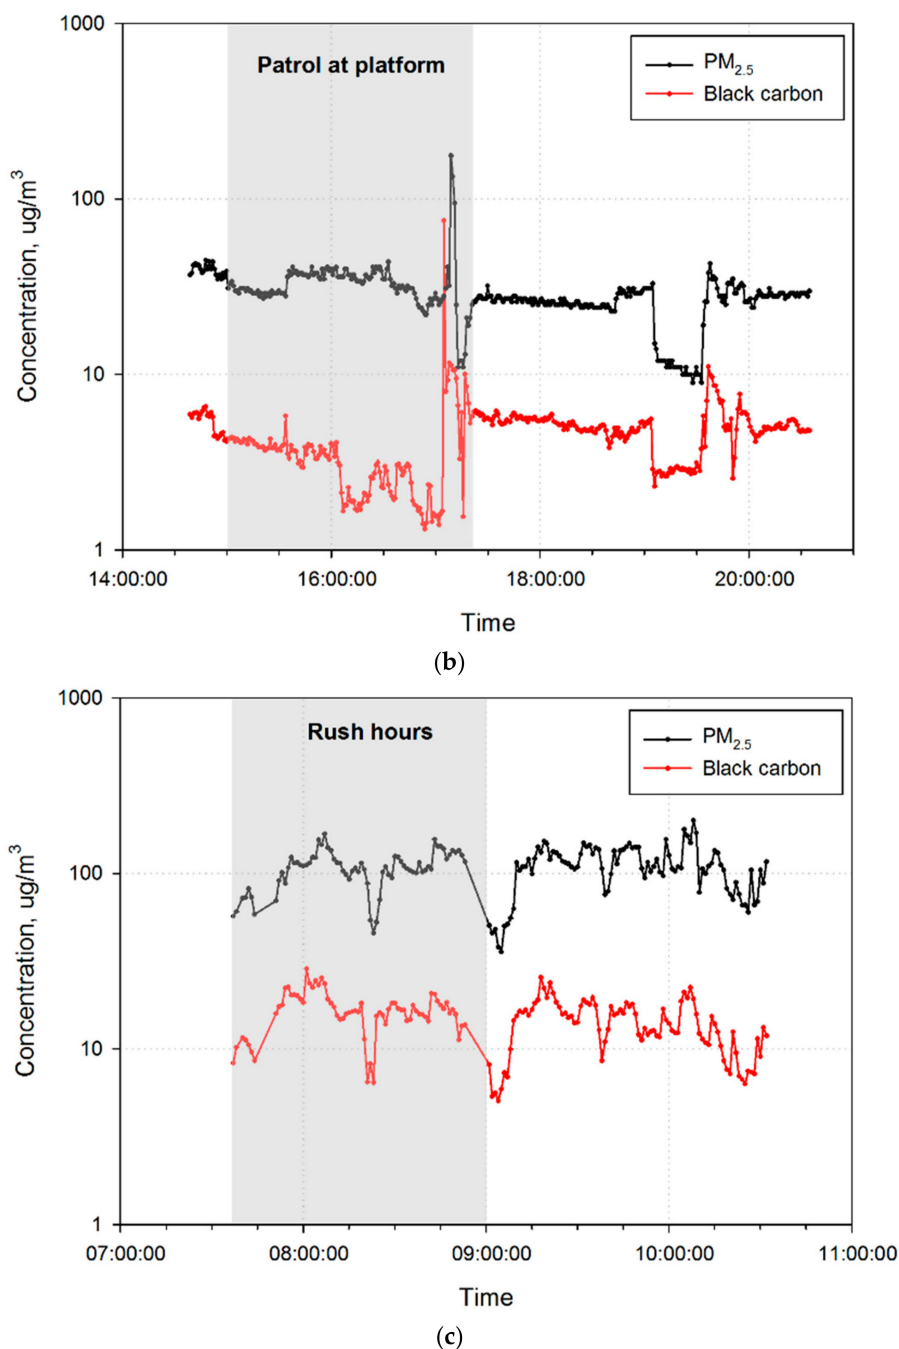 1000
Patrol at platform
PM2.5
Black carbon
100
Concentration, ug/m3
10
1
14:00:00 16:00:00 18:00:00 20:00:00
Time
(b)
1000
Rush hours
PM2.5
Black carbon
100
Concentration, ug/m3
10
1
07:00:00 08:00:00 09:00:00 10:00:00 11:00:00
Time
(c)